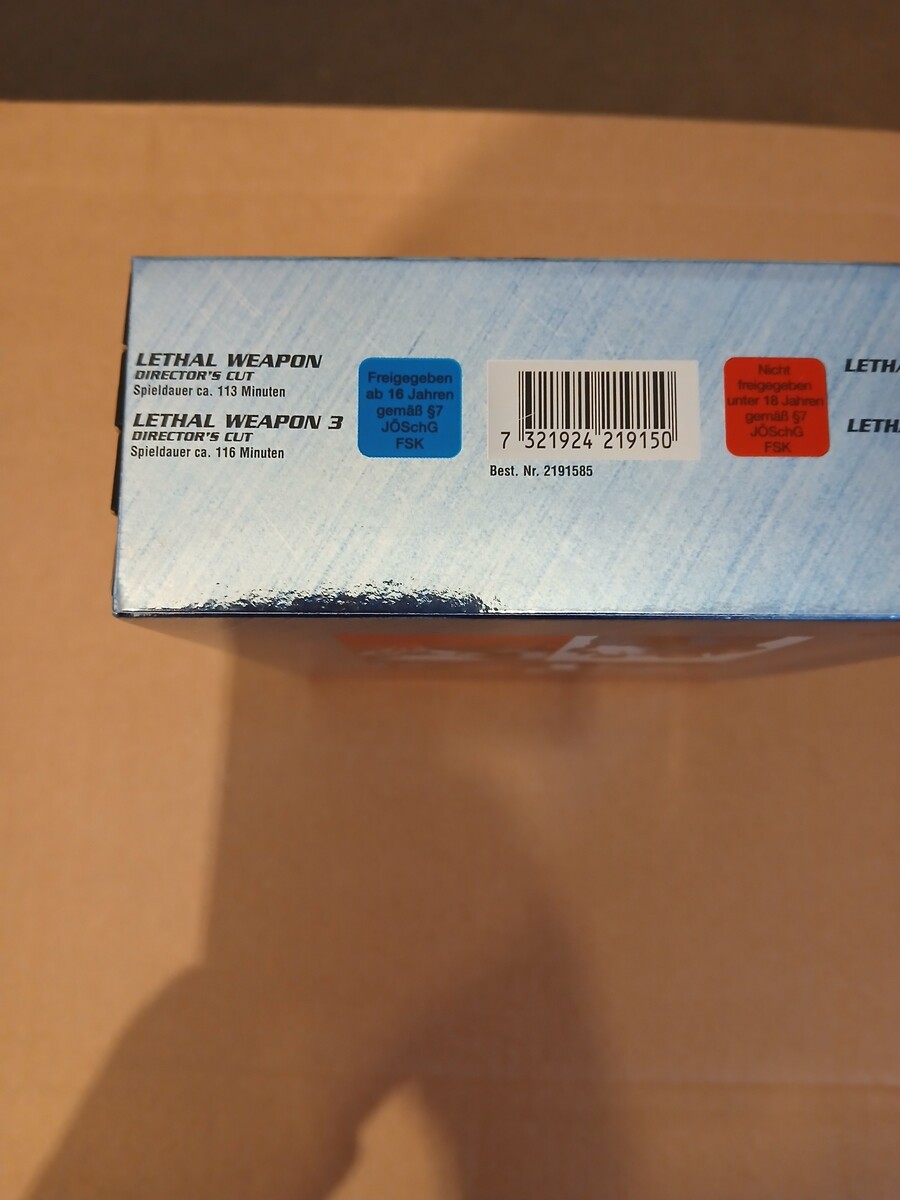 LETHAL WEAPON
DIRECTOR'S CUT
Spieldauer ca. 113 Minuten
LETHAL WEAPON 3
DIRECTOR'S CUT
Spieldauer ca. 116 Minuten
Freigegeben
ab 16 Jahren
gemäß §7
JÖSchG
FSK
7 321924 219150
Best. Nr. 2191585
Nicht
freigegeben
unter 18 Jahren
gemäß §7
JÖSchG
FSK